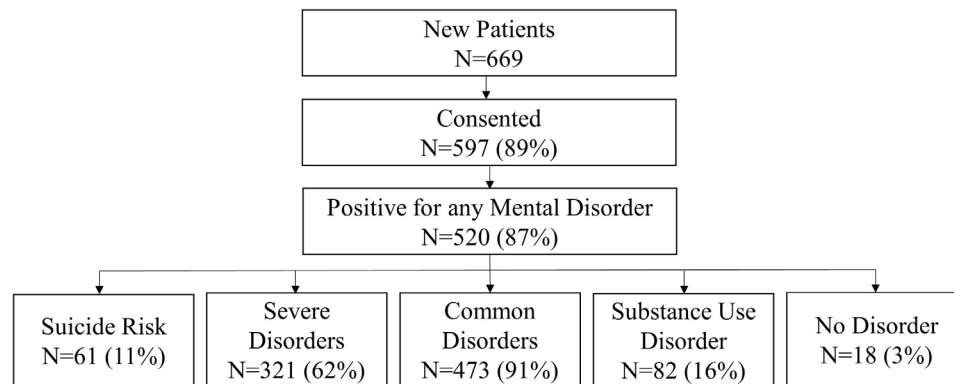 New Patients
N=669
Consented
N=597 (89%)
Positive for any Mental Disorder
N=520 (87%)
Suicide Risk
N=61 (11%)
Severe
Disorders
N=321 (62%)
Common
Disorders
N=473 (91%)
Substance Use
Disorder
N=82 (16%)
No Disorder
N=18 (3%)